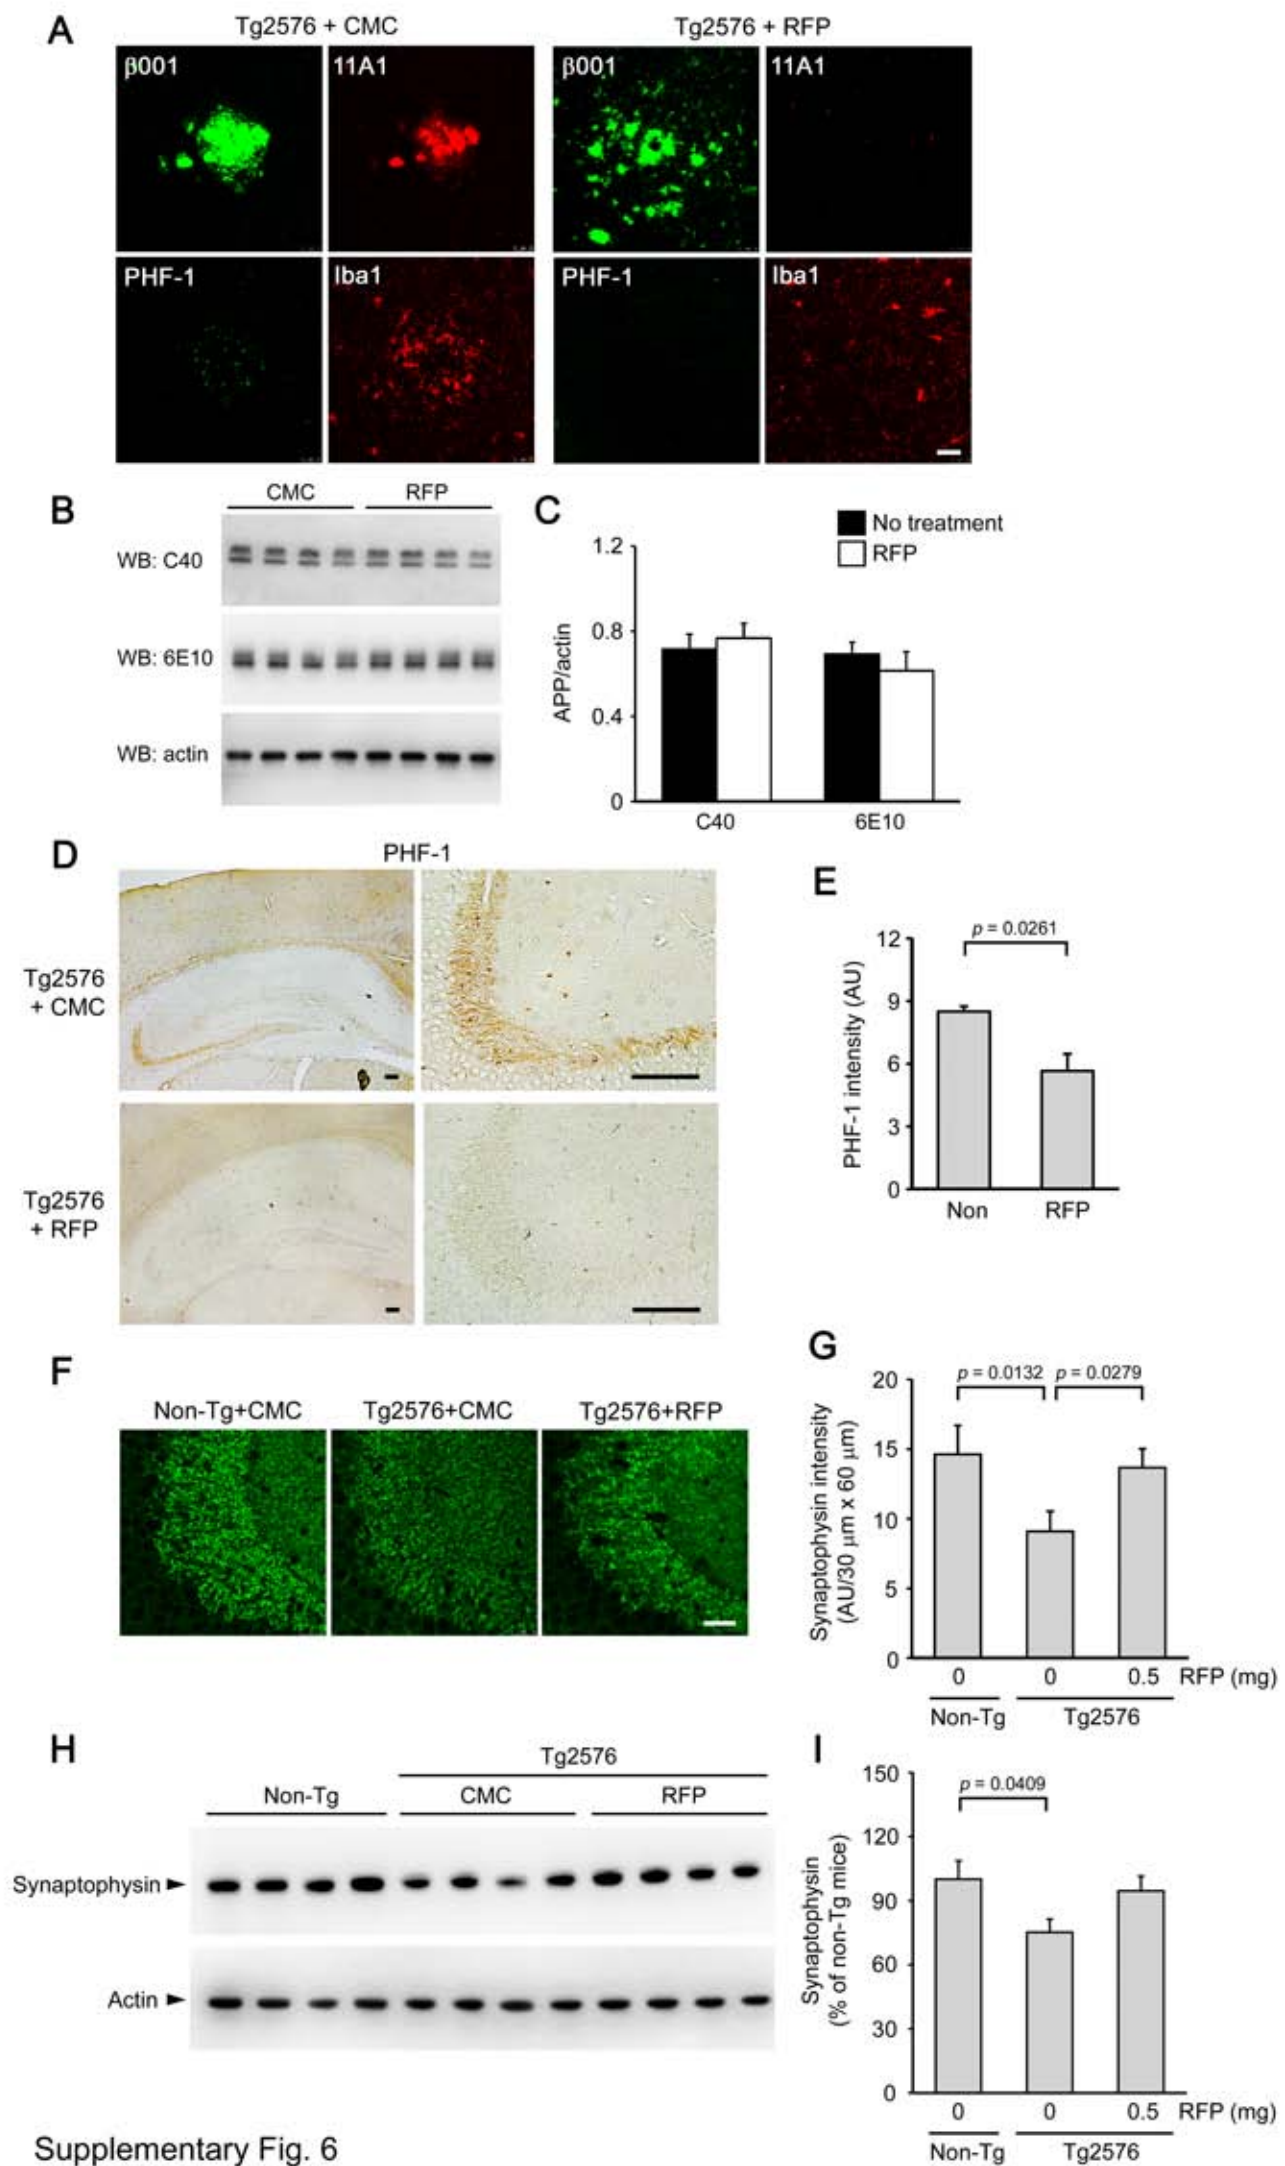 A
Tg2576 + CMC
Tg2576 + RFP
β001
11A1
β001
11A1
PHF-1
Iba1
PHF-1
Iba1
B
CMC
RFP
WB: C40
WB: 6E10
WB: actin
C
No treatment
RFP
1.2
0.8
0.4
0
APP/actin
C40
6E10
D
PHF-1
Tg2576
+ CMC
Tg2576
+ RFP
E
p = 0.0261
12
9
6
3
0
PHF-1 intensity (AU)
Non
RFP
F
Non-Tg+CMC
Tg2576+CMC
Tg2576+RFP
G
p = 0.0132
p = 0.0279
20
15
10
5
0
Synaptophysin intensity
(AU/30 μm x 60 μm)
0
0
0.5
RFP (mg)
Non-Tg
Tg2576
H
Tg2576
Non-Tg
CMC
RFP
Synaptophysin
Actin
I
p = 0.0409
150
120
90
60
30
0
Synaptophysin
(% of non-Tg mice)
0
0
0.5
RFP (mg)
Non-Tg
Tg2576
Supplementary Fig. 6